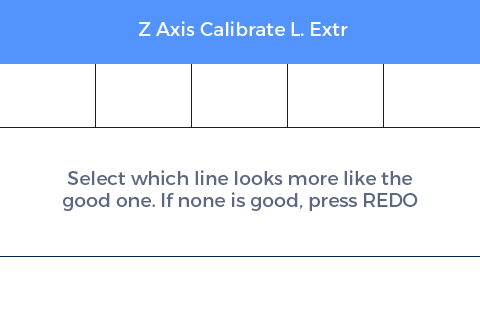 Z Axis Calibrate L. Extr
Select which line looks more like the
good one. If none is good, press REDO